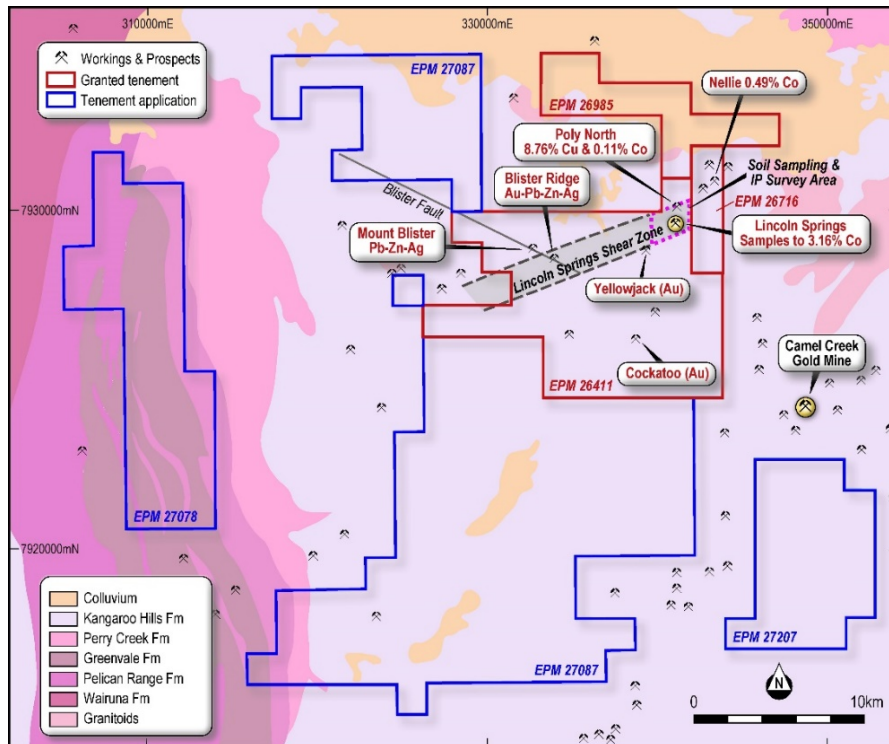 310000mE
330000mE
350000mE
Workings & Prospects
Granted tenement
Tenement application
EPM 27087
EPM 26985
Nellie 0.49% Co
Poly North
8.76% Cu & 0.11% Co
Soil Sampling &
IP Survey Area
Blister Ridge
Au-Pb-Zn-Ag
Blister Fault
EPM 26716
7930000mN
Mount Blister
Pb-Zn-Ag
Lincoln Springs Shear Zone
Lincoln Springs
Samples to 3.16% Co
Yellowjack (Au)
Camel Creek
Gold Mine
Cockatoo (Au)
EPM 26411
EPM 27078
7920000mN
Colluvium
Kangaroo Hills Fm
Perry Creek Fm
Greenvale Fm
Pelican Range Fm
Wairuna Fm
Granitoids
EPM 27087
EPM 27207
N
0
10km